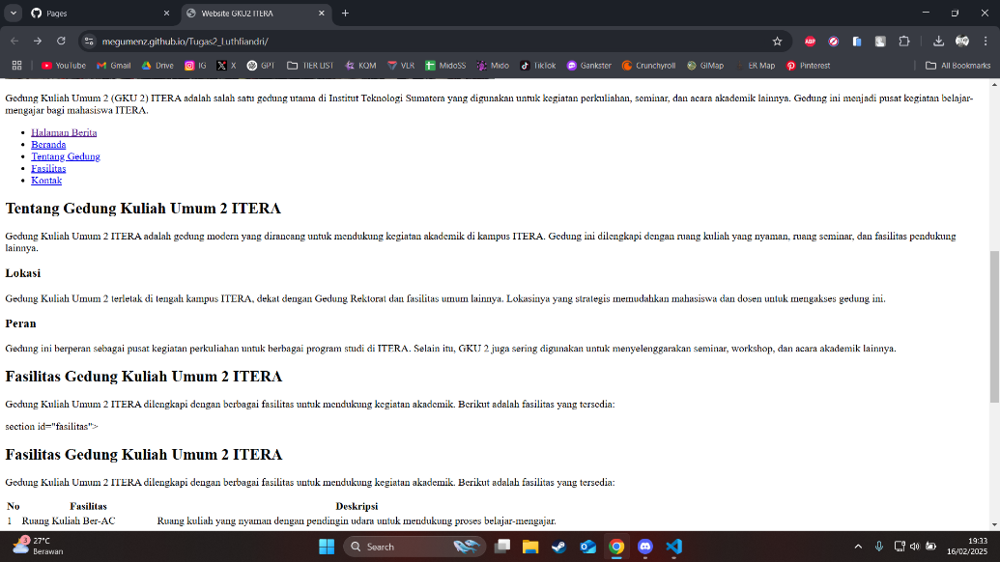 Pages
Website GKU2 ITERA
megumenz.github.io/Tugas2_Luthfiandri/
YouTube
Gmail
Drive
IG
X
GPT
TIER LIST
KOM
VLR
MidoSS
Mido
TikTok
Gankster
Crunchyroll
GIMap
ER Map
Pinterest
All Bookmarks
Gedung Kuliah Umum 2 (GKU 2) ITERA adalah salah satu gedung utama di Institut Teknologi Sumatera yang digunakan untuk kegiatan perkuliahan, seminar, dan acara akademik lainnya. Gedung ini menjadi pusat kegiatan belajar-
mengajar bagi mahasiswa ITERA.
Halaman Berita
Beranda
Tentang Gedung
Fasilitas
Kontak
Tentang Gedung Kuliah Umum 2 ITERA
Gedung Kuliah Umum 2 ITERA adalah gedung modern yang dirancang untuk mendukung kegiatan akademik di kampus ITERA. Gedung ini dilengkapi dengan ruang kuliah yang nyaman, ruang seminar, dan fasilitas pendukung
lainnya.
Lokasi
Gedung Kuliah Umum 2 terletak di tengah kampus ITERA, dekat dengan Gedung Rektorat dan fasilitas umum lainnya. Lokasinya yang strategis memudahkan mahasiswa dan dosen untuk mengakses gedung ini.
Peran
Gedung ini berperan sebagai pusat kegiatan perkuliahan untuk berbagai program studi di ITERA. Selain itu, GKU 2 juga sering digunakan untuk menyelenggarakan seminar, workshop, dan acara akademik lainnya.
Fasilitas Gedung Kuliah Umum 2 ITERA
Gedung Kuliah Umum 2 ITERA dilengkapi dengan berbagai fasilitas untuk mendukung kegiatan akademik. Berikut adalah fasilitas yang tersedia:
section id="fasilitas">
Fasilitas Gedung Kuliah Umum 2 ITERA
Gedung Kuliah Umum 2 ITERA dilengkapi dengan berbagai fasilitas untuk mendukung kegiatan akademik. Berikut adalah fasilitas yang tersedia:
No Fasilitas Deskripsi
1 Ruang Kuliah Ber-AC Ruang kuliah yang nyaman dengan pendingin udara untuk mendukung proses belajar-mengajar.
3
27°C
Berawan
Search
19:33
16/02/2025